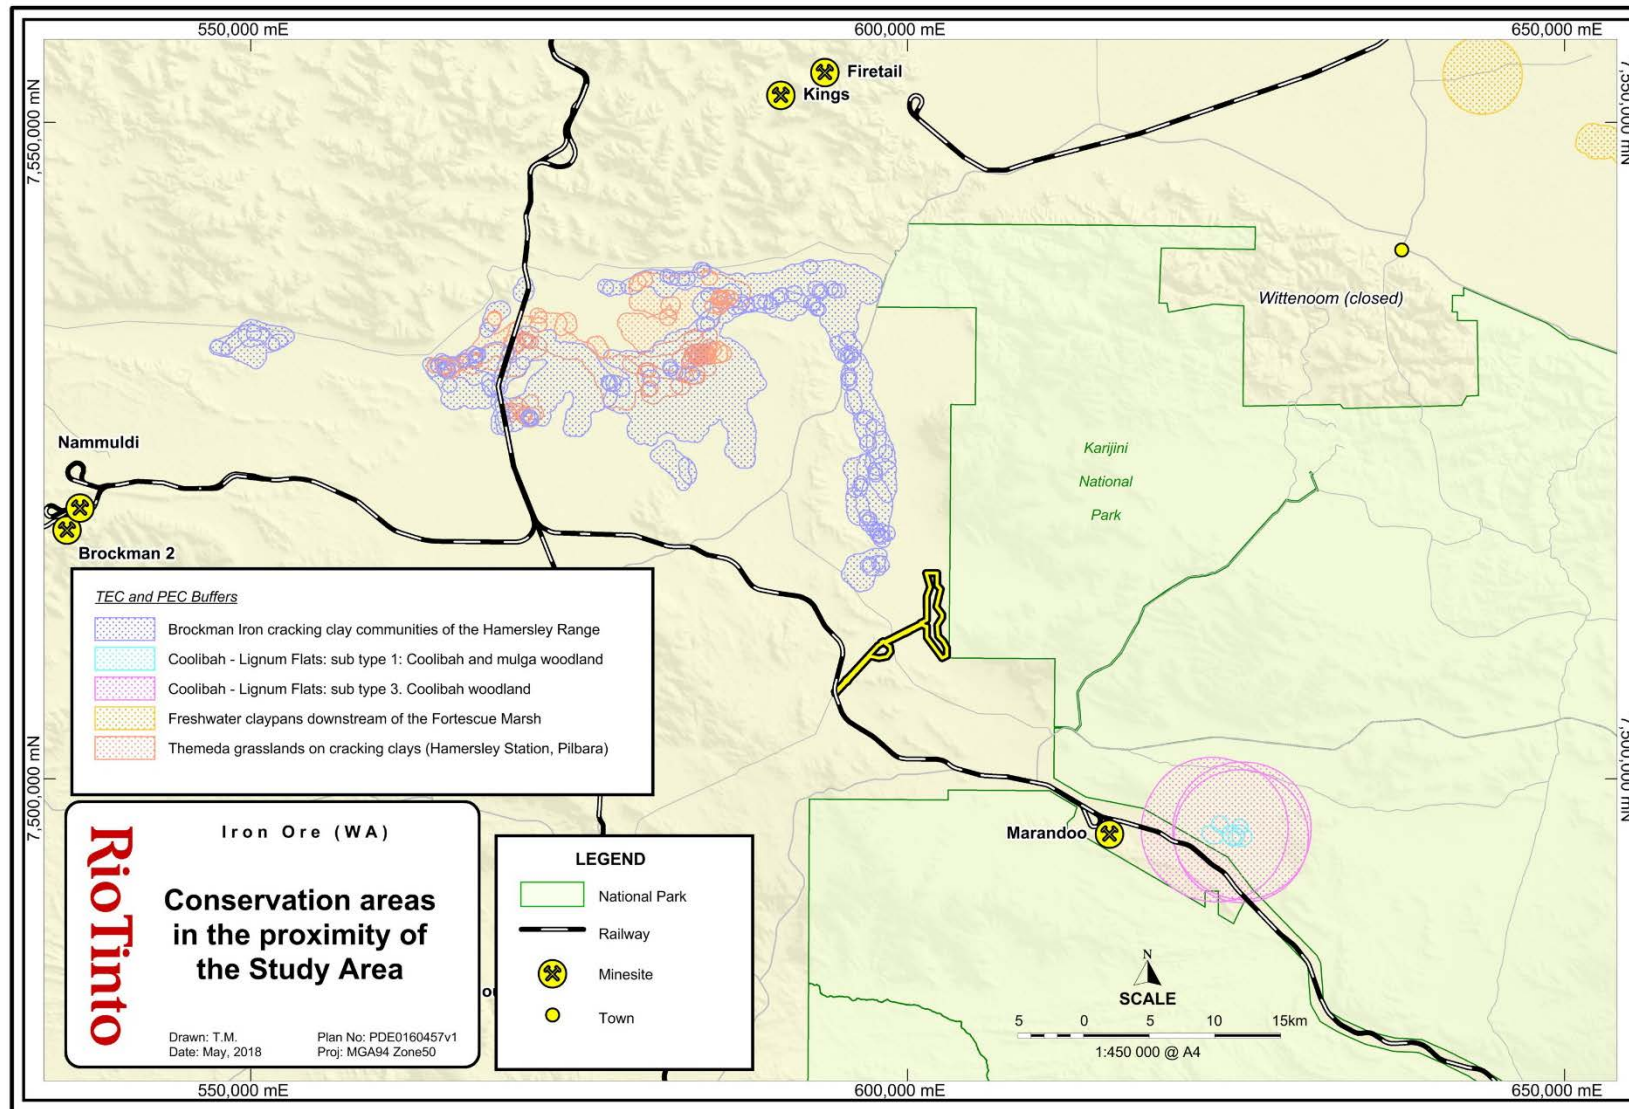 550,000 mE
600,000 mE
650,000 mE
7,550,000 mN
7,550,000 mN
Firetail
Kings
Wittenoom (closed)
Karijini
National
Park
Nammuldi
Brockman 2
TEC and PEC Buffers
Brockman Iron cracking clay communities of the Hamersley Range
Coolibah - Lignum Flats: sub type 1: Coolibah and mulga woodland
Coolibah - Lignum Flats: sub type 3. Coolibah woodland
Freshwater claypans downstream of the Fortescue Marsh
Themeda grasslands on cracking clays (Hamersley Station, Pilbara)
7,500,000 mN
7,500,000 mN
Marandoo
RioTinto
Iron Ore (WA)
Conservation areas
in the proximity of
the Study Area
Drawn: T.M.
Date: May, 2018
Plan No: PDE0160457v1
Proj: MGA94 Zone50
LEGEND
National Park
Railway
Minesite
Town
N
SCALE
5 0 5 10 15km
1:450 000 @ A4
550,000 mE
600,000 mE
650,000 mE